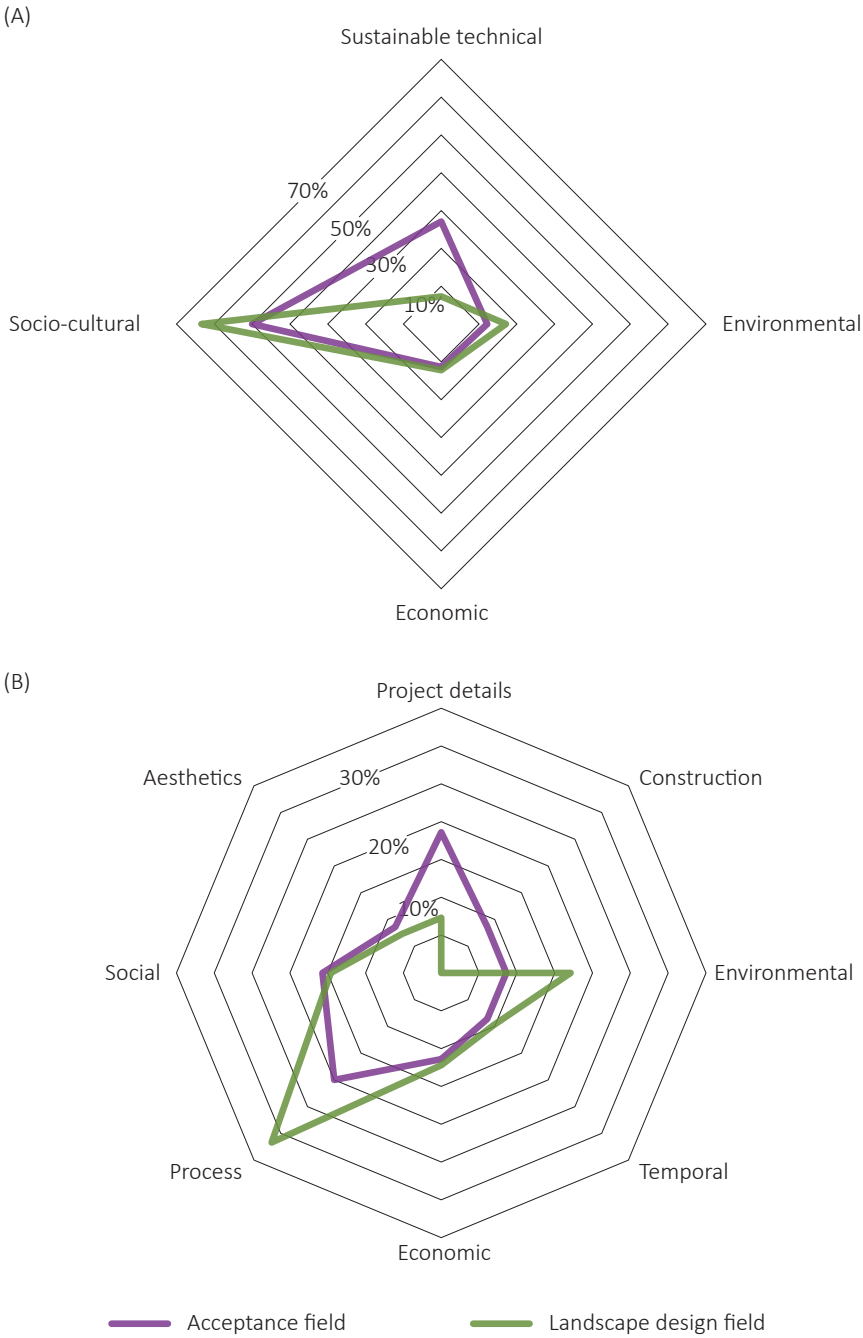 (A)
Sustainable technical
70%
50%
30%
10%
Socio-cultural
Environmental
Economic
(B)
Project details
Aesthetics
30%
Construction
20%
10%
Social
Environmental
Process
Temporal
Economic
Acceptance field
Landscape design field